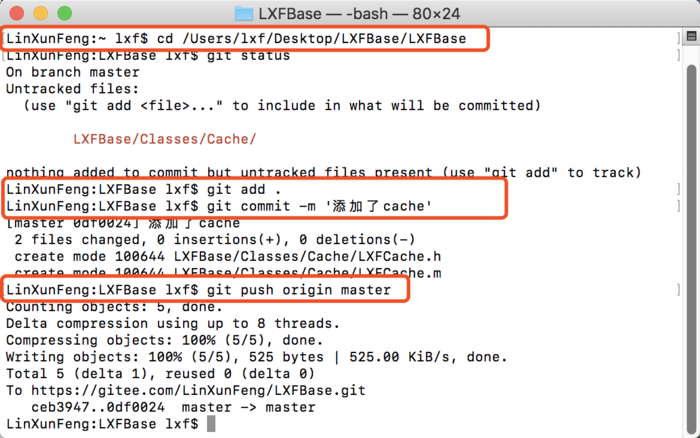 LXFBase — -bash — 80×24
LinXunFeng:~ lxf$ cd /Users/lxf/Desktop/LXFBase/LXFBase
LinXunFeng:LXFBase lxf$ git status
On branch master
Untracked files:
(use "git add <file>..." to include in what will be committed)
LXFBase/Classes/Cache/
nothing added to commit but untracked files present (use "git add" to track)
LinXunFeng:LXFBase lxf$ git add .
LinXunFeng:LXFBase lxf$ git commit -m '添加了cache'
[master 0df0024] 添加了cache
2 files changed, 0 insertions(+), 0 deletions(-)
create mode 100644 LXFBase/Classes/Cache/LXFCache.h
create mode 100644 LXFBase/Classes/Cache/LXFCache.m
LinXunFeng:LXFBase lxf$ git push origin master
Counting objects: 5, done.
Delta compression using up to 8 threads.
Compressing objects: 100% (5/5), done.
Writing objects: 100% (5/5), 525 bytes | 525.00 KiB/s, done.
Total 5 (delta 1), reused 0 (delta 0)
To https://gitee.com/LinXunFeng/LXFBase.git
ceb3947..0df0024  master -> master
LinXunFeng:LXFBase lxf$